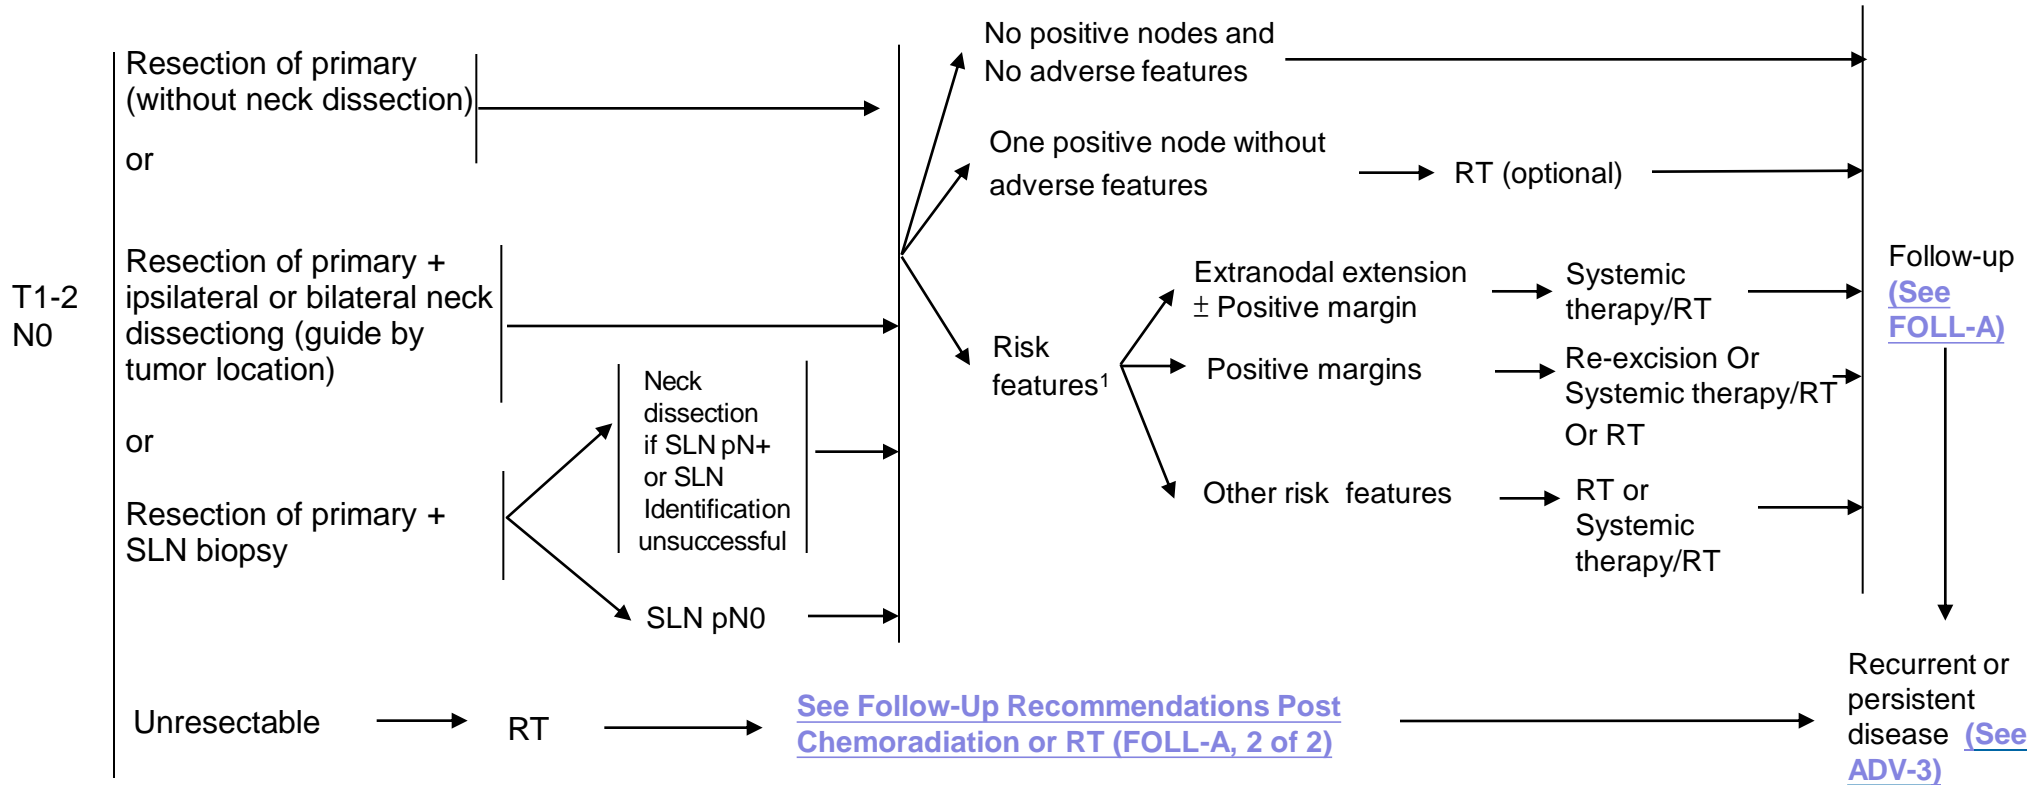 T1-2
N0
Resection of primary
(without neck dissection)
or
Resection of primary +
ipsilateral or bilateral neck
dissectiong (guide by
tumor location)
or
Resection of primary +
SLN biopsy
Neck
dissection
if SLN pN+
or SLN
Identification
unsuccessful
SLN pN0
No positive nodes and
No adverse features
One positive node without
adverse features
RT (optional)
Risk
features1
Extranodal extension
± Positive margin
Systemic
therapy/RT
Positive margins
Re-excision Or
Systemic therapy/RT
Or RT
Other risk features
RT or
Systemic
therapy/RT
Follow-up
(See
FOLL-A)
Unresectable
RT
See Follow-Up Recommendations Post
Chemoradiation or RT (FOLL-A, 2 of 2)
Recurrent or
persistent
disease (See
ADV-3)